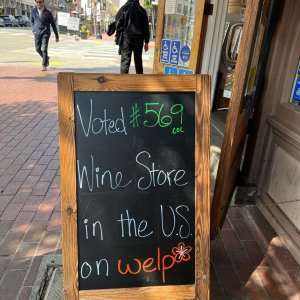 Voted #569
Wine Store
in the U.S.
on welp